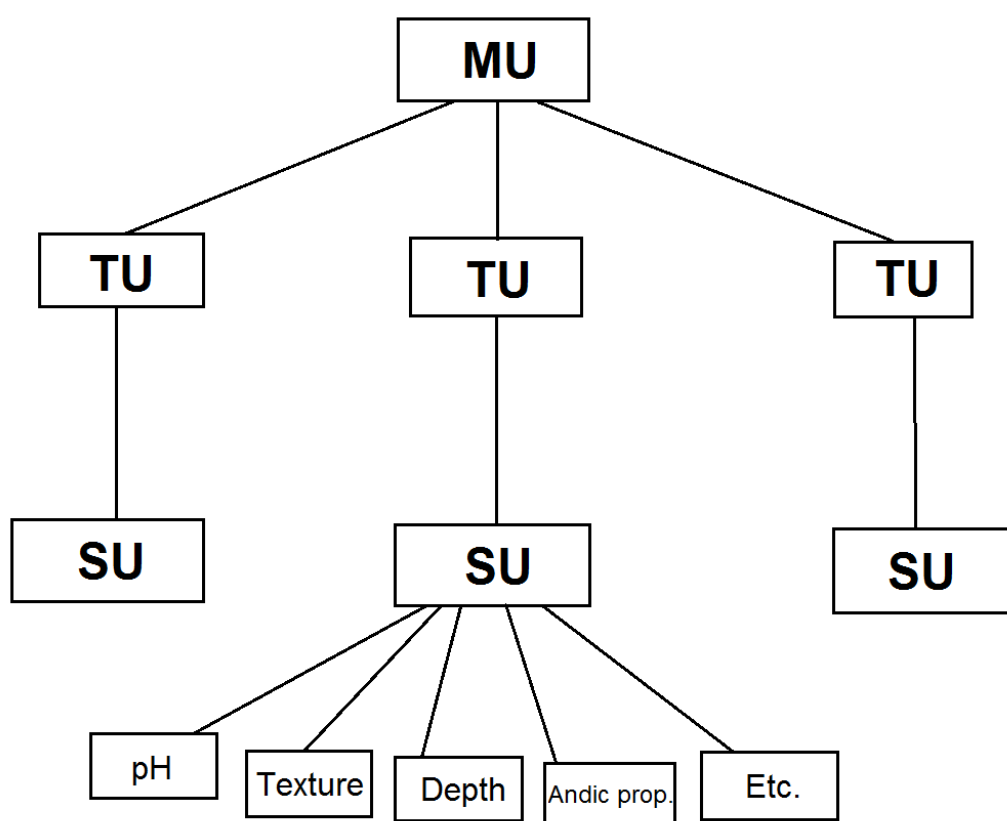 MU
TU
TU
TU
SU
SU
SU
pH
Texture
Depth
Andic prop.
Etc.